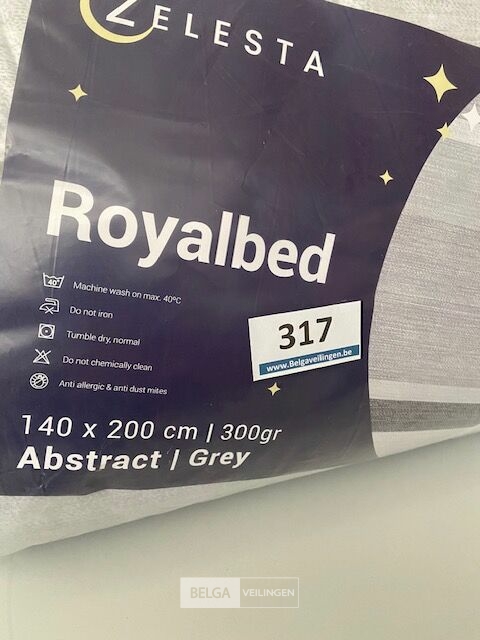 ZELESTA
Royalbed
40°
Machine wash on max. 40°C
Do not iron
Tumble dry, normal
Do not chemically clean
Anti allergic & anti dust mites
317
www.Belgaveilingen.be
140 x 200 cm | 300gr
Abstract | Grey
BELGA VEILINGEN